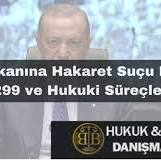 kanına Hakaret Suçu
299 ve Hukuki Süreçle
HUKUK &
DANIŞMA